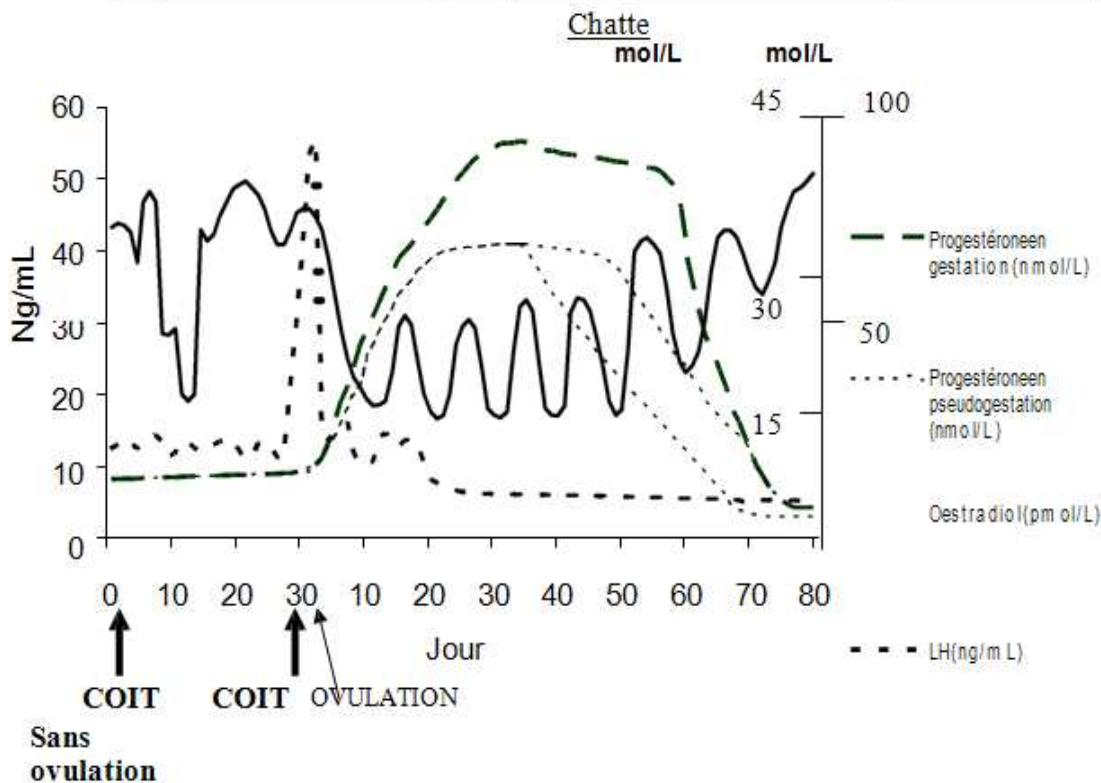 Chatte
mol/L mol/L
60 45 100
50
40
30 30 50
20 15
10
0
Ng/mL
Progestéroneen
gestation(nmol/L)
Progestéroneen
pseudogestation
(nmol/L)
Oestradiol(pmol/L)
LH(ng/mL)
0 10 20 30 10 20 30 40 50 60 70 80
Jour
COIT COIT OVULATION
Sans
ovulation